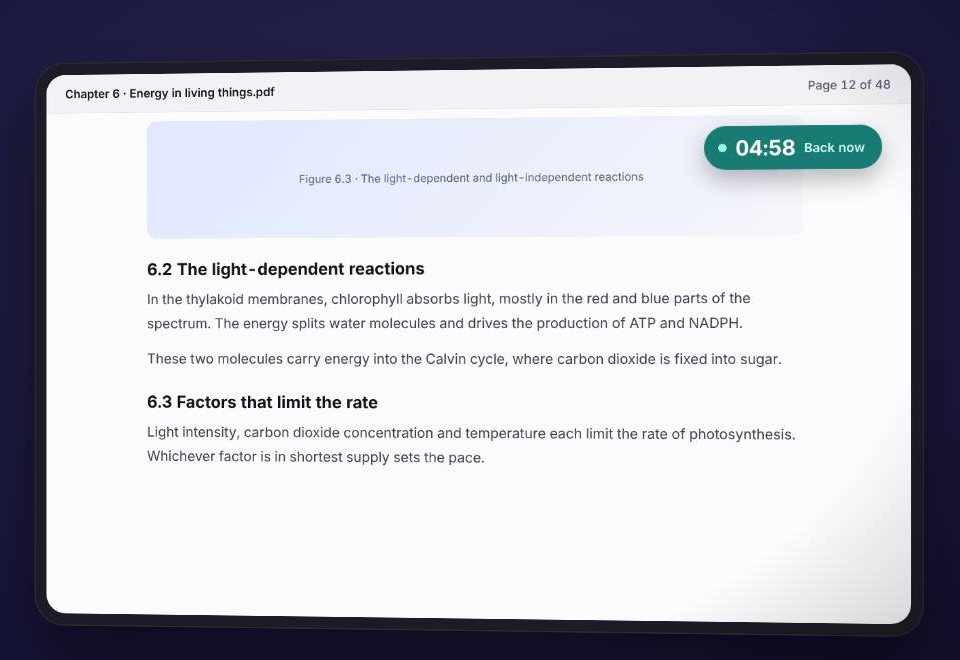 Chapter 6 · Energy in living things.pdf
Page 12 of 48
04:58 Back now
Figure 6.3 · The light-dependent and light-independent reactions
6.2 The light-dependent reactions
In the thylakoid membranes, chlorophyll absorbs light, mostly in the red and blue parts of the
spectrum. The energy splits water molecules and drives the production of ATP and NADPH.
These two molecules carry energy into the Calvin cycle, where carbon dioxide is fixed into sugar.
6.3 Factors that limit the rate
Light intensity, carbon dioxide concentration and temperature each limit the rate of photosynthesis.
Whichever factor is in shortest supply sets the pace.